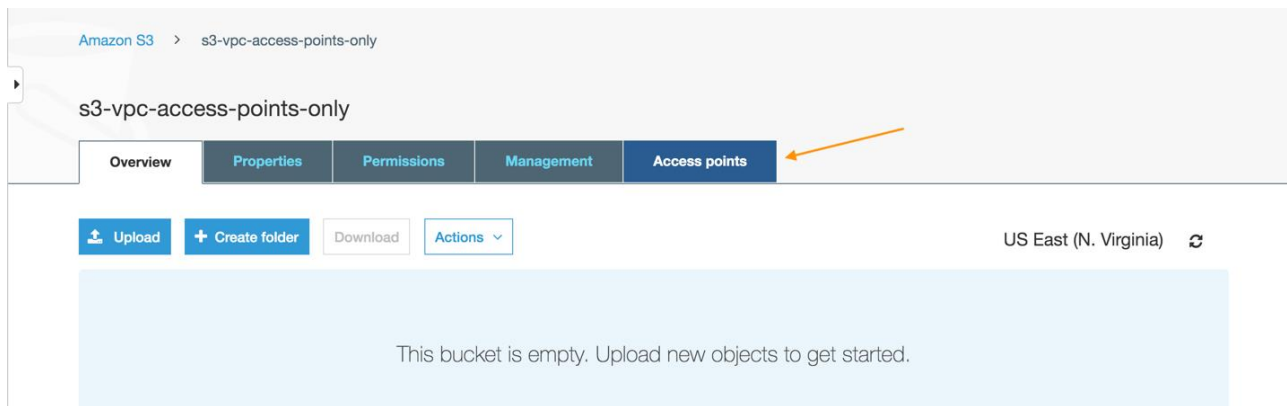 Amazon S3 > s3-vpc-access-points-only
s3-vpc-access-points-only
Overview Properties Permissions Management Access points
Upload + Create folder Download Actions US East (N. Virginia)
This bucket is empty. Upload new objects to get started.